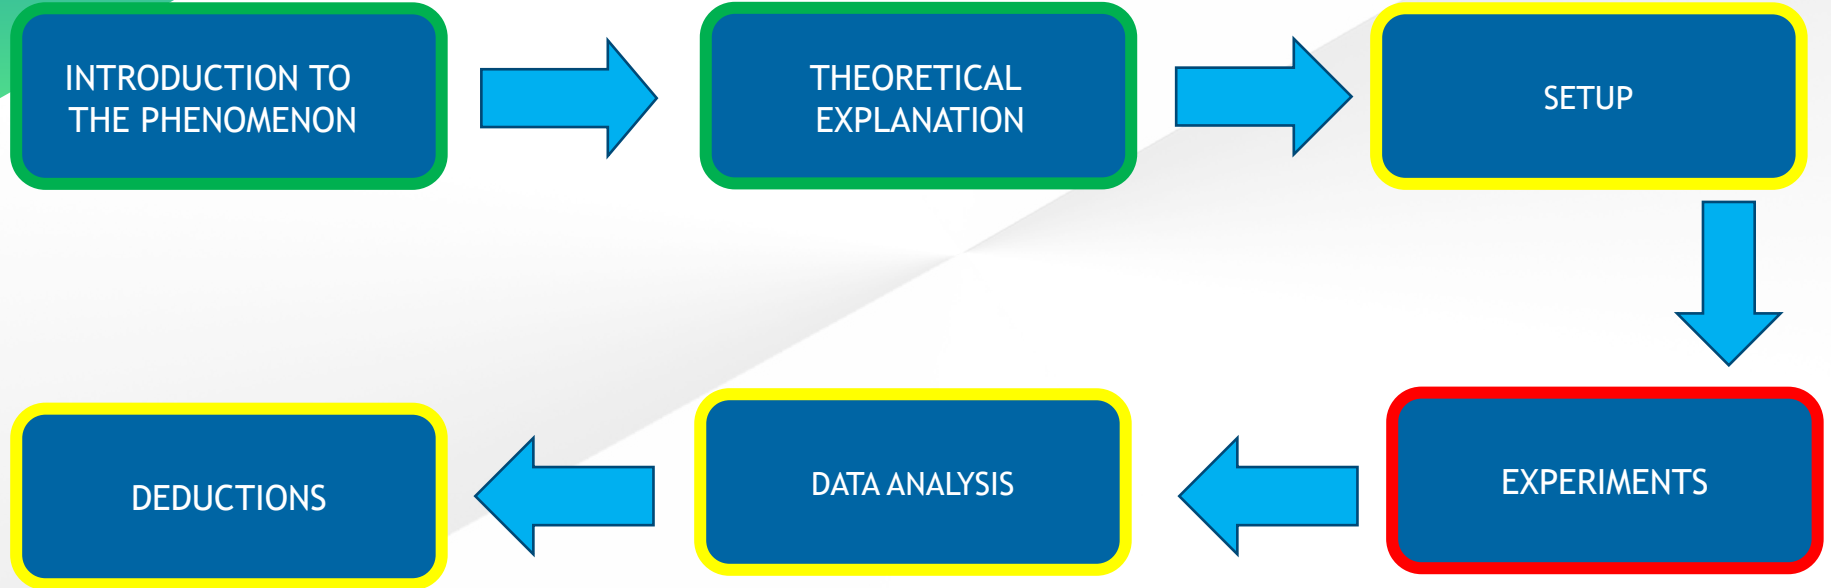 INTRODUCTION TO
THE PHENOMENON
THEORETICAL
EXPLANATION
SETUP
EXPERIMENTS
DATA ANALYSIS
DEDUCTIONS